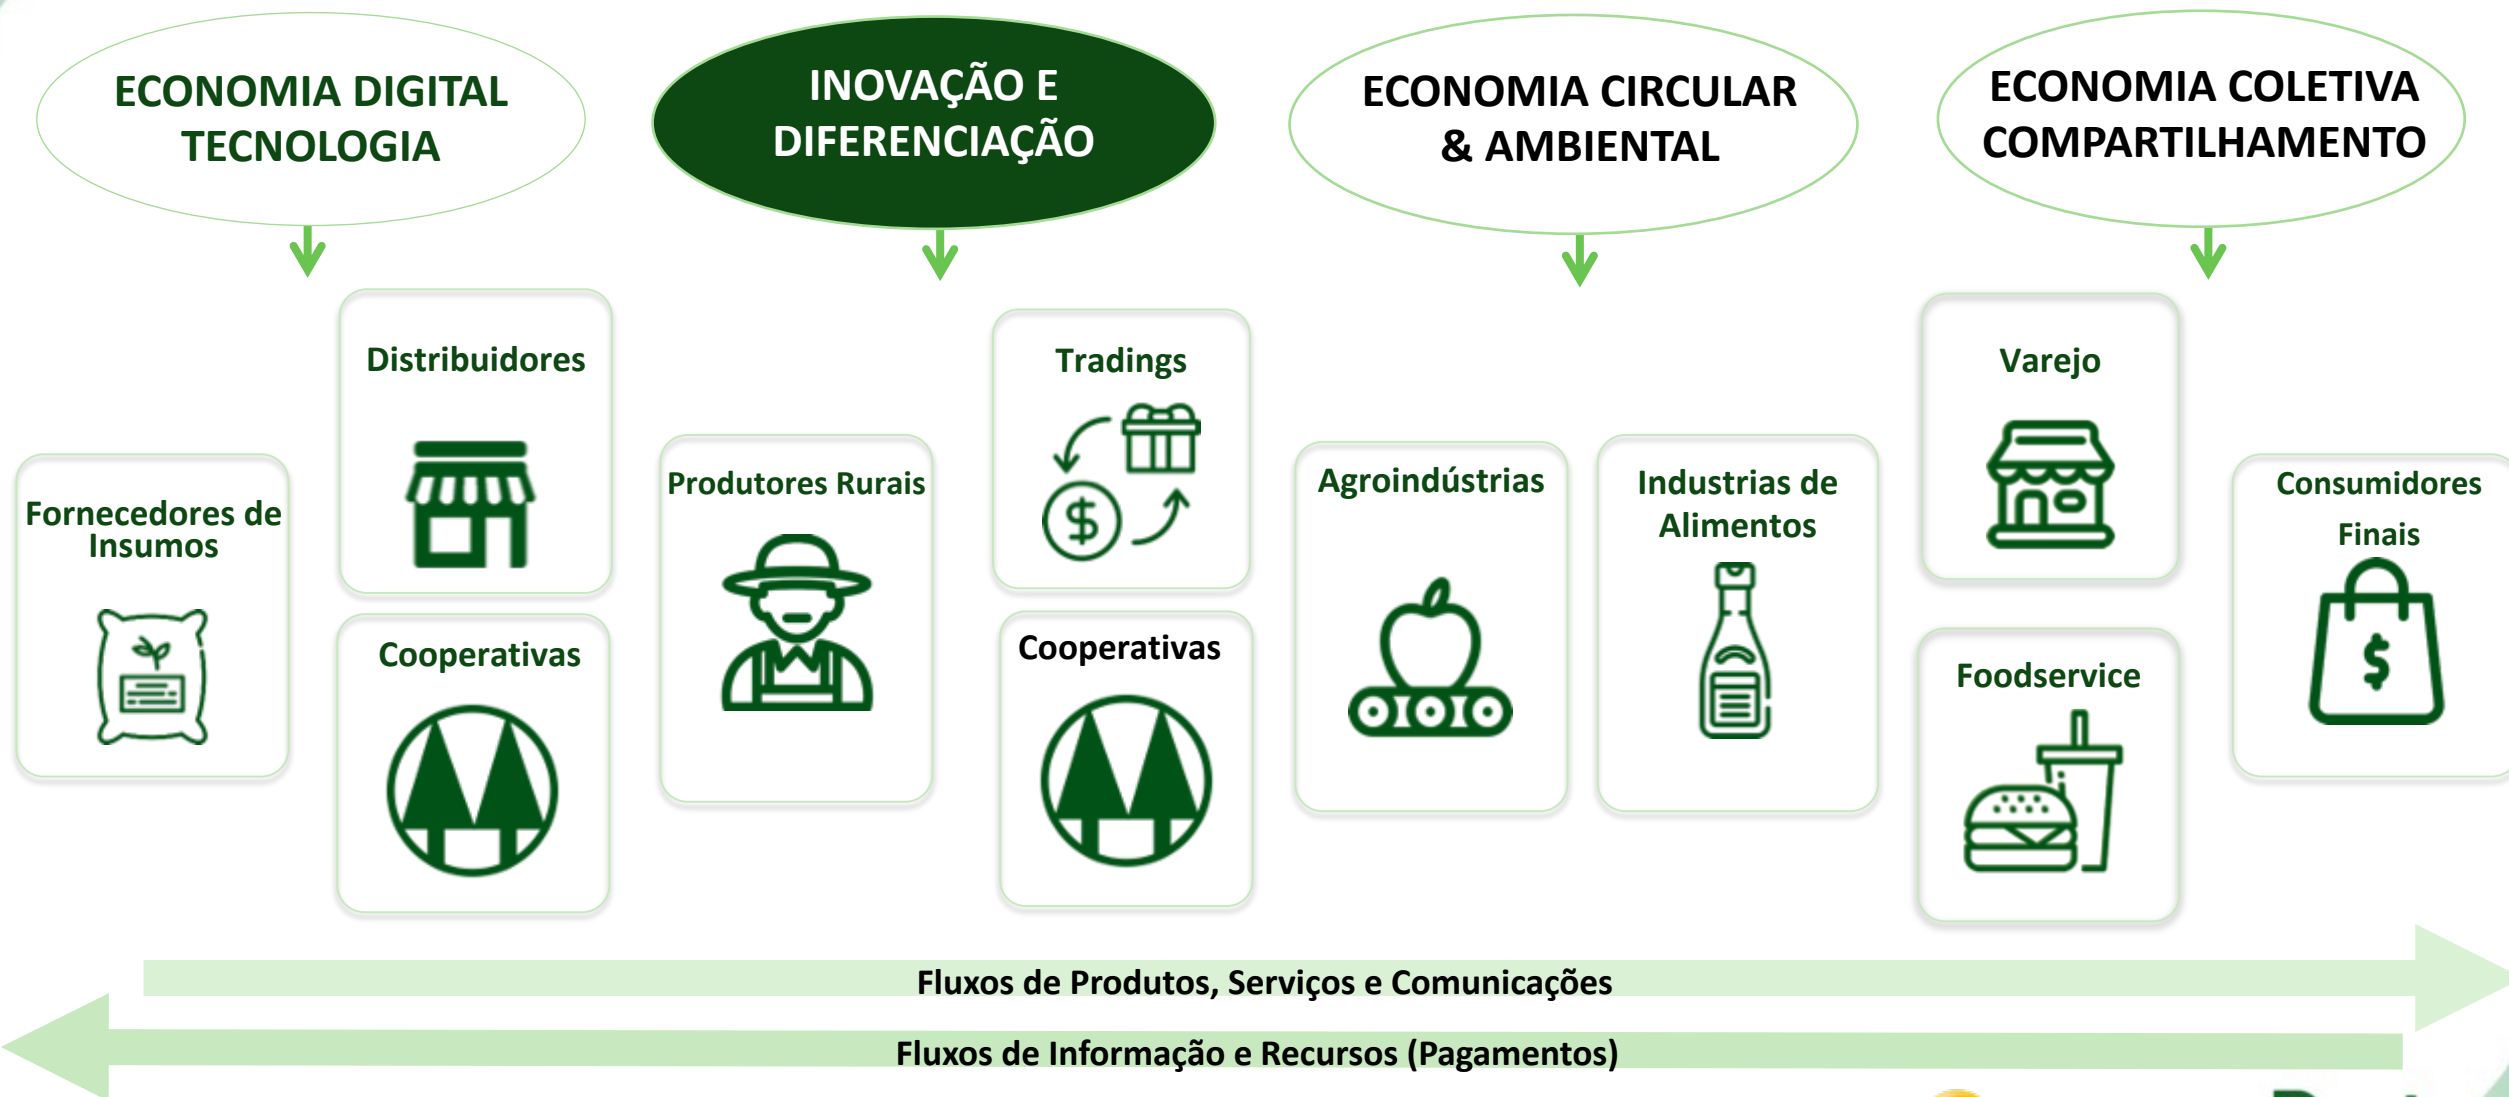 ECONOMIA DIGITAL
TECNOLOGIA
INOVAÇÃO E
DIFERENCIAÇÃO
ECONOMIA CIRCULAR
& AMBIENTAL
ECONOMIA COLETIVA
COMPARTILHAMENTO
Fornecedores de
Insumos
Distribuidores
Cooperativas
Produtores Rurais
Tradings
$
Cooperativas
Agroindústrias
Industrias de
Alimentos
Varejo
Foodservice
Consumidores
Finais
$
Fluxos de Produtos, Serviços e Comunicações
Fluxos de Informação e Recursos (Pagamentos)